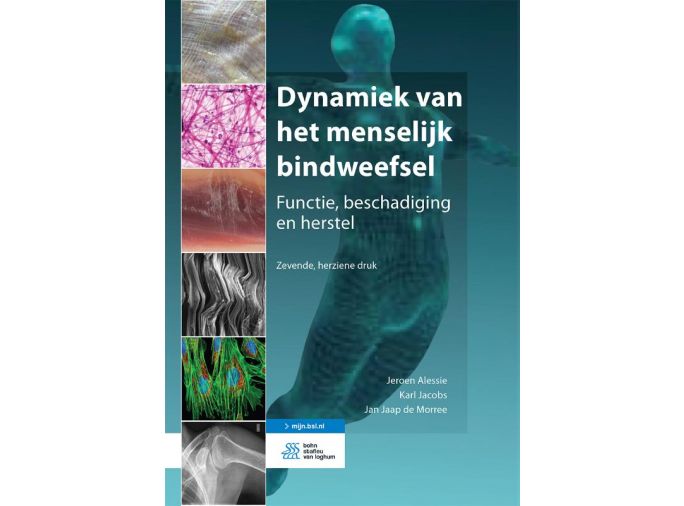 Dynamiek van
het menselijk
bindweefsel
Functie, beschadiging
en herstel
Zevende, herziene druk
Jeroen Alessie
Karl Jacobs
Jan Jaap de Morree
> mijn.bsl.nl
bohn
stafleu
van loghum